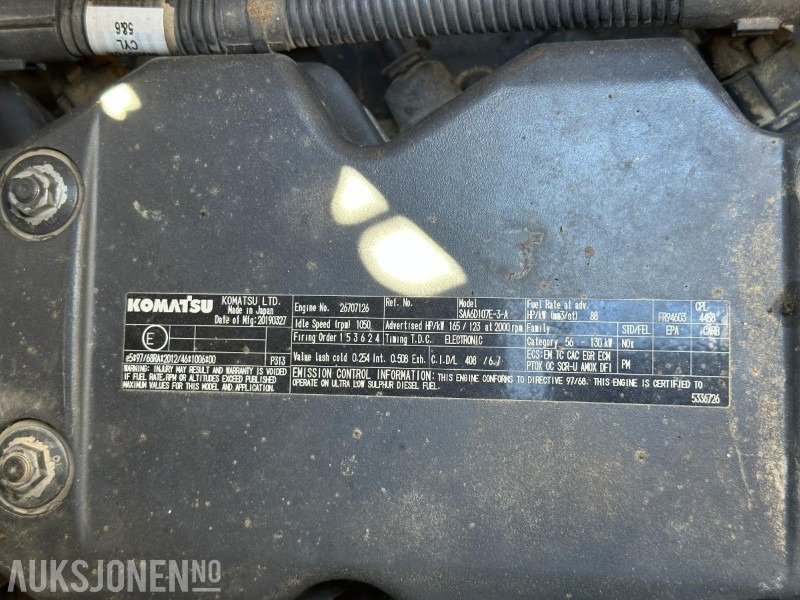 CYL
5&6
KOMATSU KOMATSU LTD.
Made in Japan
Date of Mfg. 20190327
Engine No. 26707126
Ref. No.
Model SAA6D107E-3-A
Fuel Rate at adv.
HP/kW (mm3/st) 88
FR94603
CPL
4458
Idle Speed (rpm) 1050
Advertised HP/kW 165 / 123 at 2000 rpm
Family
STD/FEL
EPA
CARB
Firing Order 1 5 3 6 2 4
Timing T.D.C. ELECTRONIC
Category 56 - 130 kW
NOx
E
e5*97/68RA*2012/46*1006*00
P313
Valve lash cold 0.254 Int. 0.508 Exh.
C.I.D/L 408 / 6.7
ECS: EM TC CAC EGR ECM
PTOX OC SCR-U AMOX DFI
PM
WARNING: INJURY MAY RESULT AND WARRANTY IS VOIDED
IF FUEL RATE, RPM OR ALTITUDES EXCEED PUBLISHED
MAXIMUM VALUES FOR THIS MODEL AND APPLICATION.
EMISSION CONTROL INFORMATION: THIS ENGINE CONFORMS TO DIRECTIVE 97/68. THIS ENGINE IS CERTIFIED TO
OPERATE ON ULTRA LOW SULPHUR DIESEL FUEL.
5336726
AUKSJONEN.NO